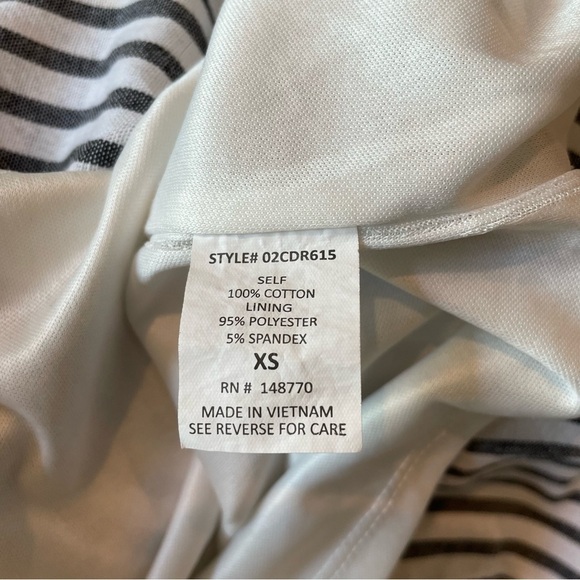 STYLE# 02CDR615
SELF
100% COTTON
LINING
95% POLYESTER
5% SPANDEX
XS
RN # 148770
MADE IN VIETNAM
SEE REVERSE FOR CARE